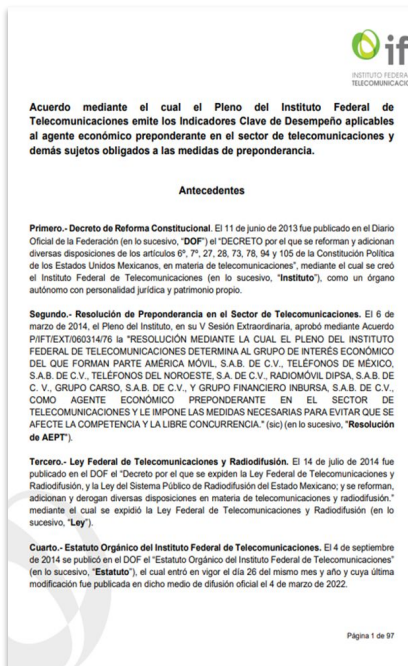 if
INSTITUTO FEDERA
TELECOMUNICACIO
Acuerdo mediante el cual el Pleno del Instituto Federal de
Telecomunicaciones emite los Indicadores Clave de Desempeño aplicables
al agente económico preponderante en el sector de telecomunicaciones y
demás sujetos obligados a las medidas de preponderancia.
Antecedentes
Primero.- Decreto de Reforma Constitucional. El 11 de junio de 2013 fue publicado en el Diario
Oficial de la Federación (en lo sucesivo, "DOF") el "DECRETO por el que se reforman y adicionan
diversas disposiciones de los artículos 6º, 7º, 27, 28, 73, 78, 94 y 105 de la Constitución Política
de los Estados Unidos Mexicanos, en materia de telecomunicaciones", mediante el cual se creó
el Instituto Federal de Telecomunicaciones (en lo sucesivo, "Instituto"), como un órgano
autónomo con personalidad jurídica y patrimonio propio.
Segundo.- Resolución de Preponderancia en el Sector de Telecomunicaciones. El 6 de
marzo de 2014, el Pleno del Instituto, en su V Sesión Extraordinaria, aprobó mediante Acuerdo
P/IFT/EXT/060314/76 la "RESOLUCIÓN MEDIANTE LA CUAL EL PLENO DEL INSTITUTO
FEDERAL DE TELECOMUNICACIONES DETERMINA AL GRUPO DE INTERÉS ECONÓMICO
DEL QUE FORMAN PARTE AMÉRICA MÓVIL, S.A.B. DE C.V., TELÉFONOS DE MÉXICO,
S.A.B. DE C.V., TELÉFONOS DEL NOROESTE, S.A. DE C.V., RADIOMÓVIL DIPSA, S.A.B. DE
C. V., GRUPO CARSO, S.A.B. DE C.V., Y GRUPO FINANCIERO INBURSA, S.A.B. DE C.V.,
COMO AGENTE ECONÓMICO PREPONDERANTE EN EL SECTOR DE
TELECOMUNICACIONES Y LE IMPONE LAS MEDIDAS NECESARIAS PARA EVITAR QUE SE
AFECTE LA COMPETENCIA Y LA LIBRE CONCURRENCIA." (sic) (en lo sucesivo, "Resolución
de AEPT").
Tercero.- Ley Federal de Telecomunicaciones y Radiodifusión. El 14 de julio de 2014 fue
publicado en el DOF el "Decreto por el que se expiden la Ley Federal de Telecomunicaciones y
Radiodifusión, y la Ley del Sistema Público de Radiodifusión del Estado Mexicano; y se reforman,
adicionan y derogan diversas disposiciones en materia de telecomunicaciones y radiodifusión."
mediante el cual se expidió la Ley Federal de Telecomunicaciones y Radiodifusión (en lo
sucesivo, "Ley").
Cuarto.- Estatuto Orgánico del Instituto Federal de Telecomunicaciones. El 4 de septiembre
de 2014 se publicó en el DOF el "Estatuto Orgánico del Instituto Federal de Telecomunicaciones"
(en lo sucesivo, "Estatuto"), el cual entró en vigor el día 26 del mismo mes y año y cuya última
modificación fue publicada en dicho medio de difusión oficial el 4 de marzo de 2022.
Página 1 de 97